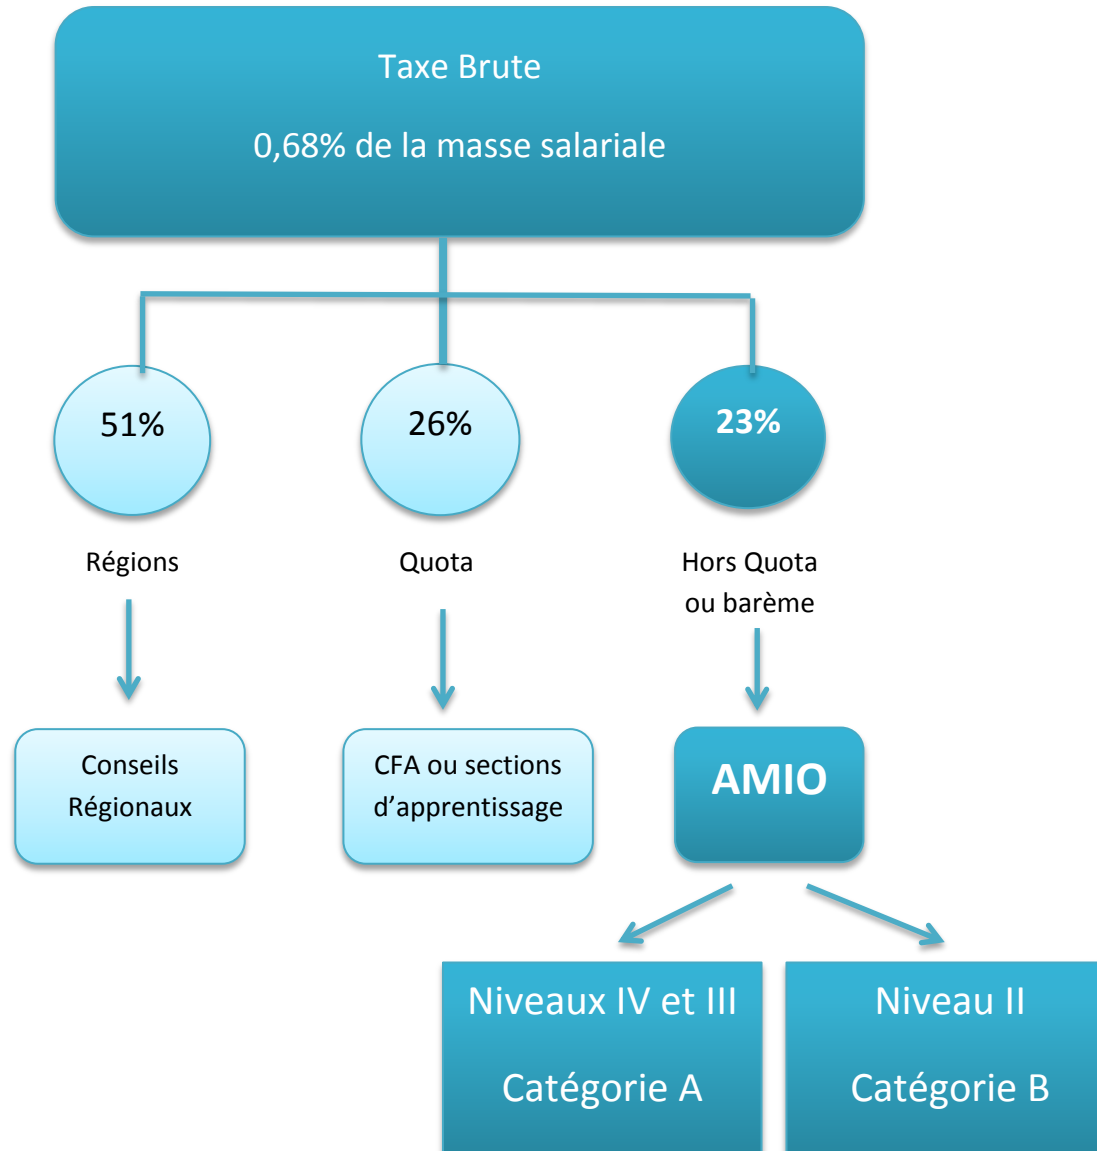 Taxe Brute
0,68% de la masse salariale
51%
26%
23%
Régions
Quota
Hors Quota
ou barème
Conseils
Régionaux
CFA ou sections
d’apprentissage
AMIO
Niveaux IV et III
Catégorie A
Niveau II
Catégorie B